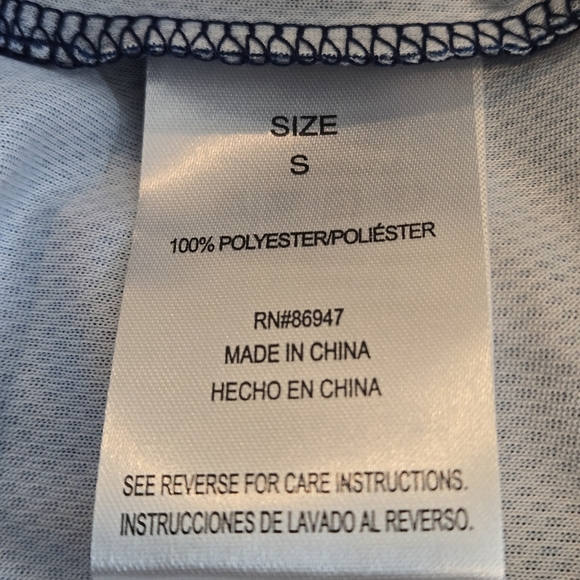 SIZE
S
100% POLYESTER/POLIÉSTER
RN#86947
MADE IN CHINA
HECHO EN CHINA
SEE REVERSE FOR CARE INSTRUCTIONS.
INSTRUCCIONES DE LAVADO AL REVERSO.